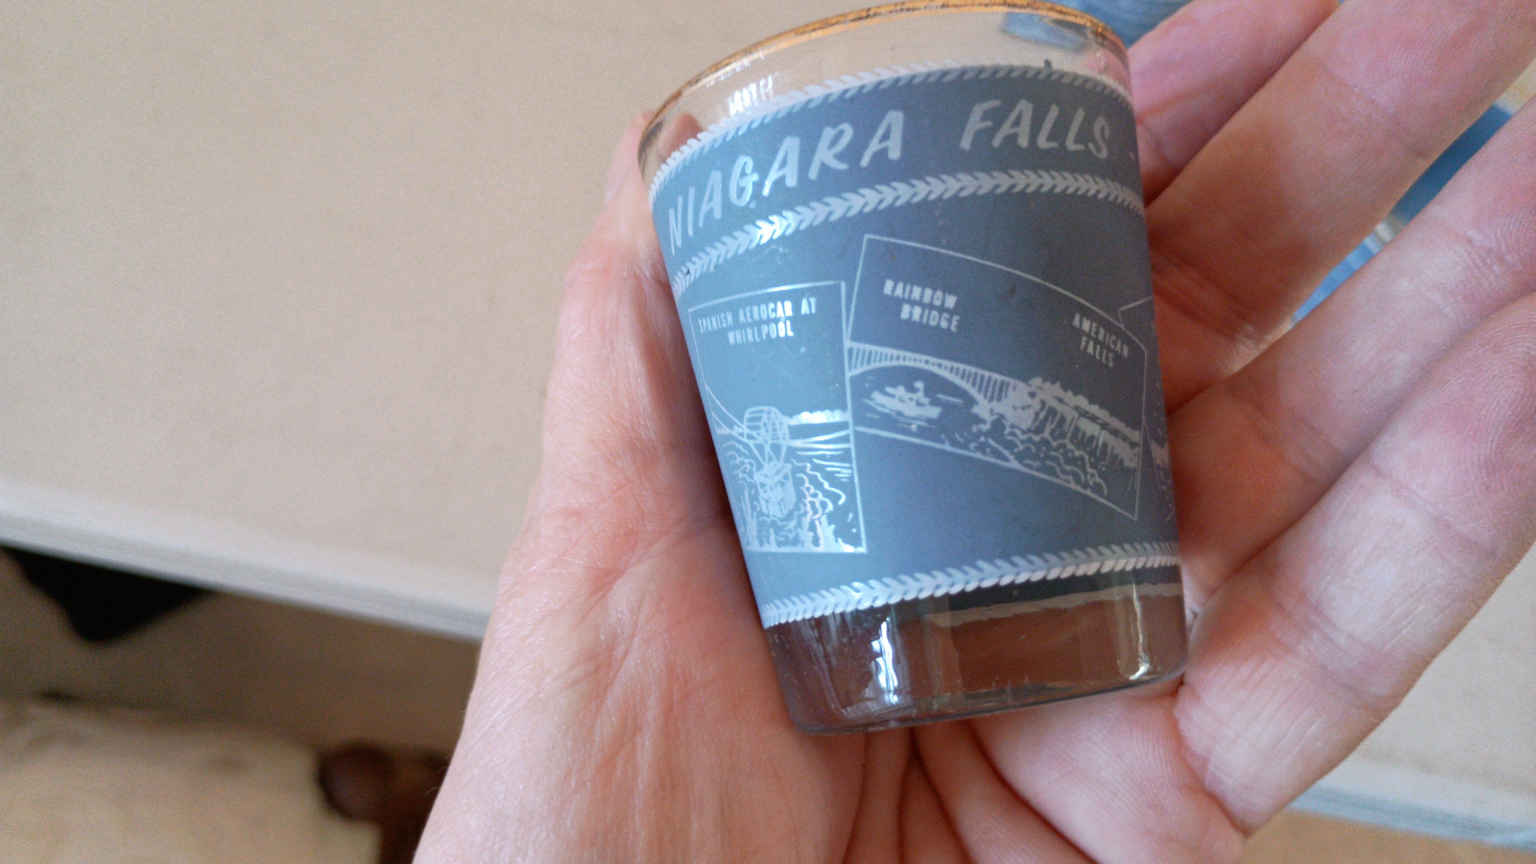 NIAGARA FALLS -
SPANISH AEROCAR AT
WHIRLPOOL
RAINBOW
BRIDGE
AMERICAN
FALLS